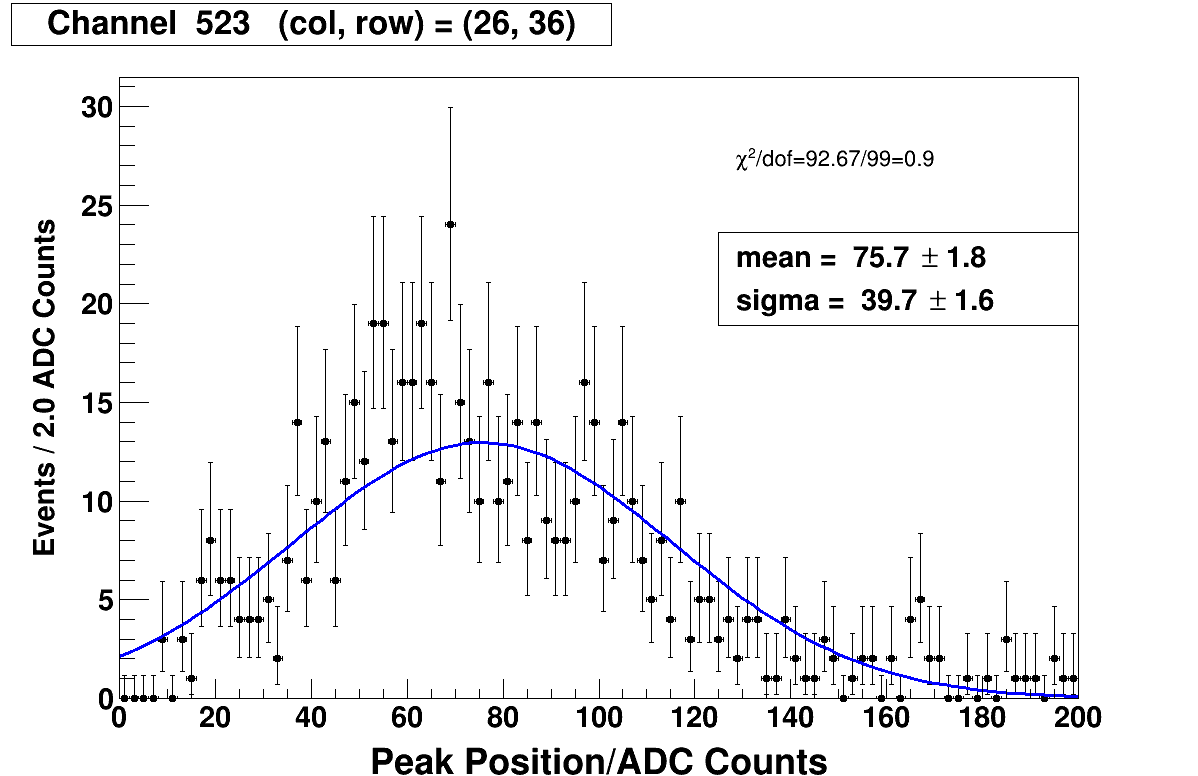 Channel 523 (col, row) = (26, 36)
30
25
20
15
10
5
0
Events / 2.0 ADC Counts
χ²/dof=92.67/99=0.9
mean = 75.7 ± 1.8
sigma = 39.7 ± 1.6
0 20 40 60 80 100 120 140 160 180 200
Peak Position/ADC Counts